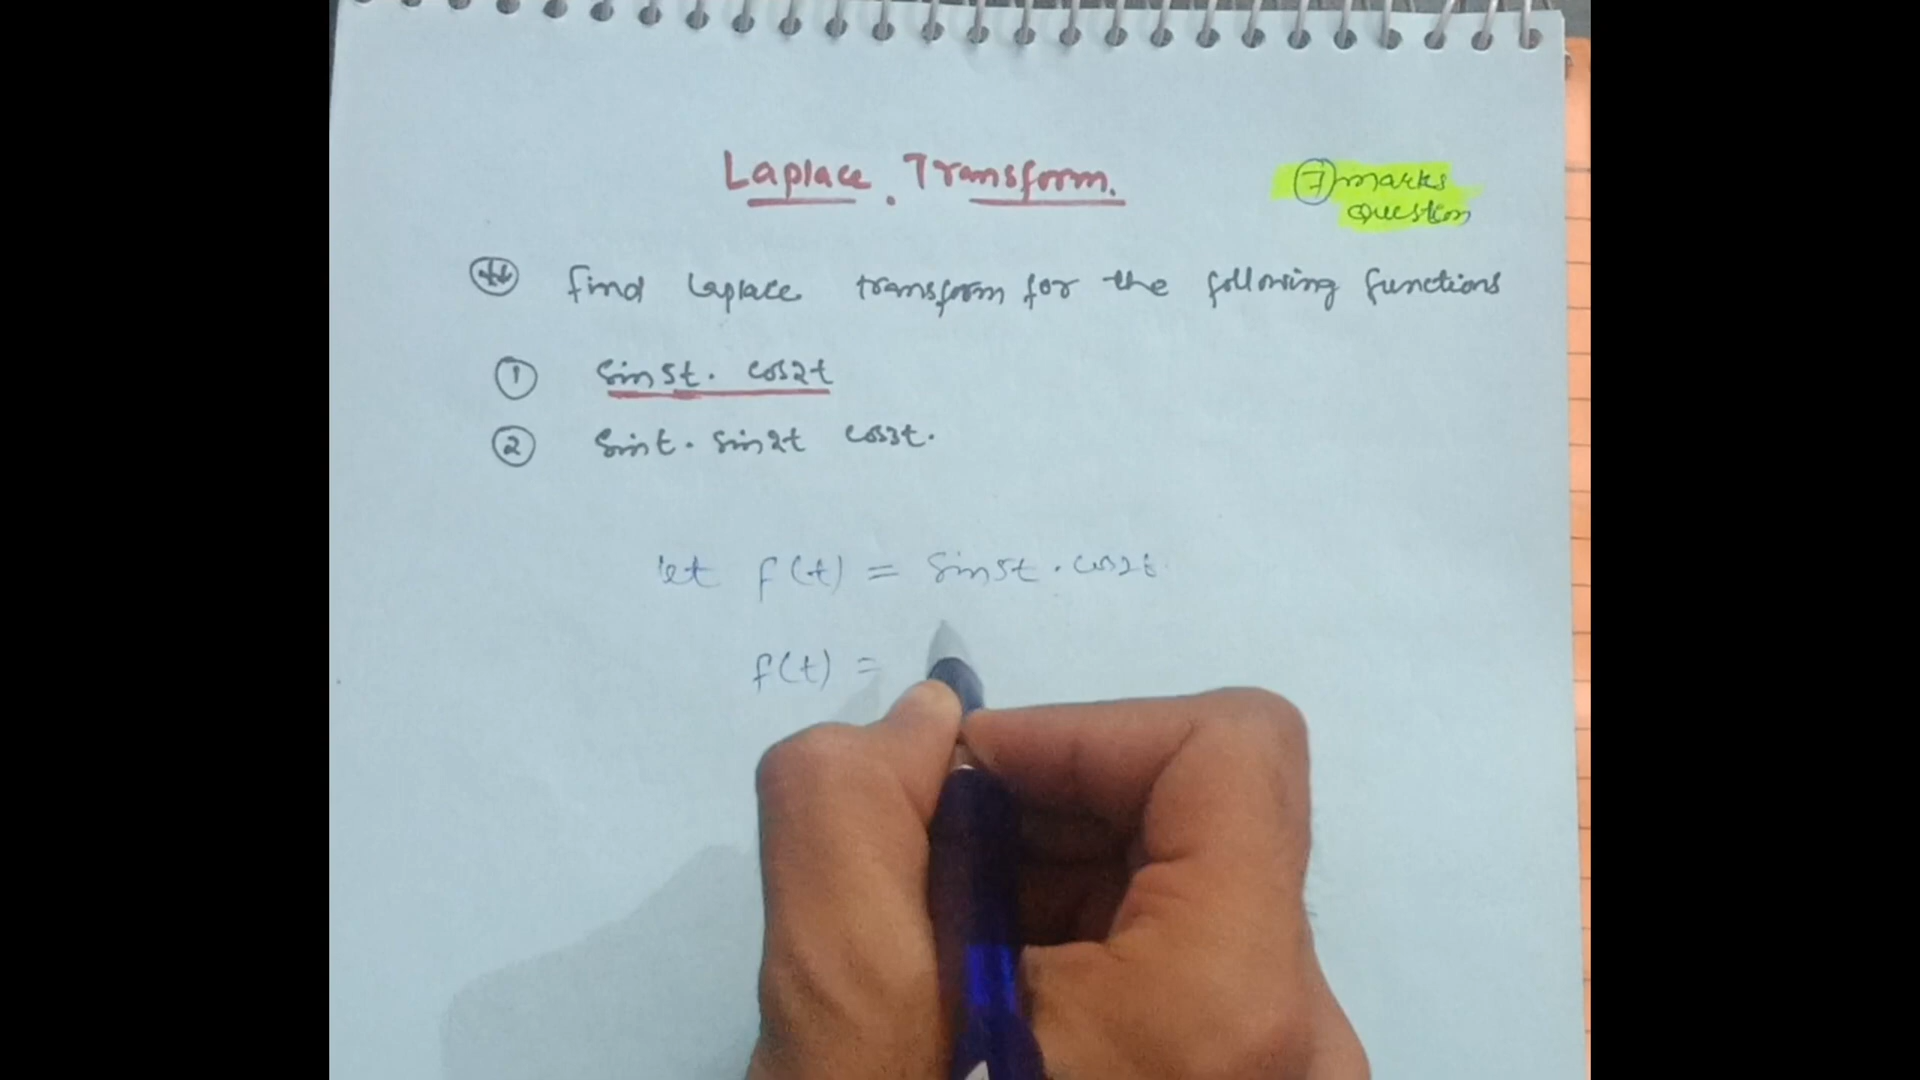 Laplace Transform.
7 marks
question
Find Laplace transform for the following functions
1 Sin5t. cos2t
2 Sint. Sin2t cos3t.
let f(t) = Sin5t . cos2t
f(t) =